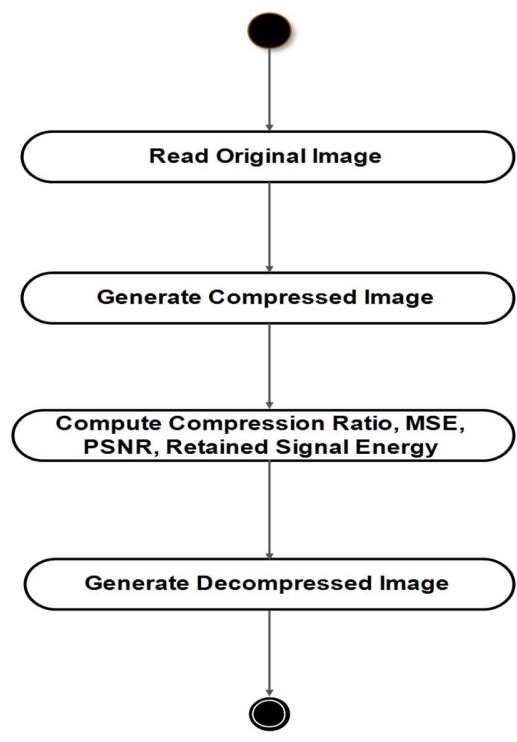 Read Original Image
Generate Compressed Image
Compute Compression Ratio, MSE,
PSNR, Retained Signal Energy
Generate Decompressed Image